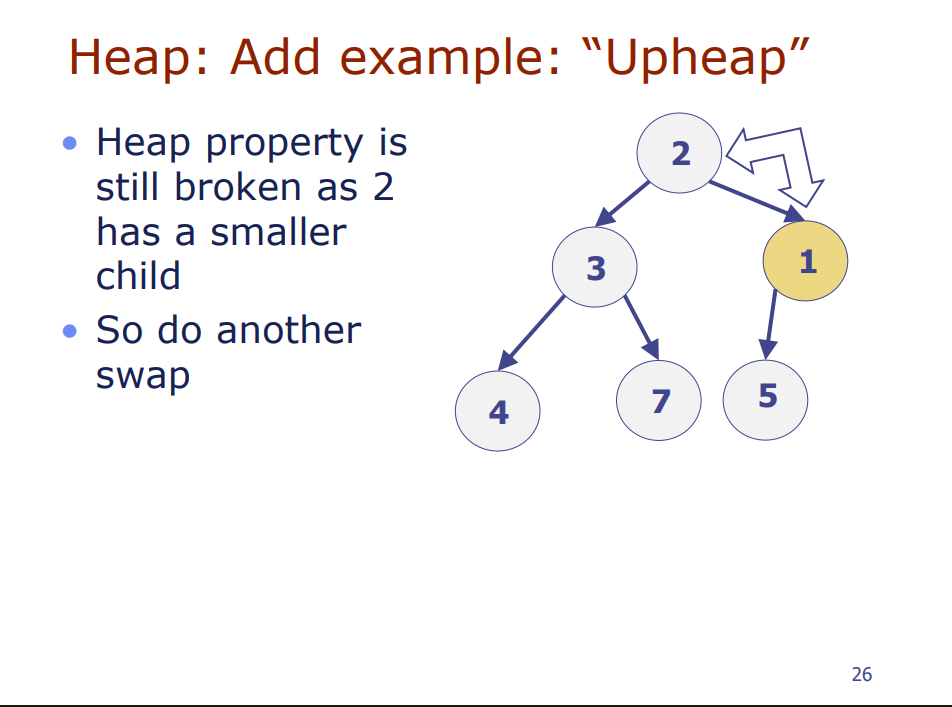 Heap: Add example: “Upheap”
• Heap property is
still broken as 2
has a smaller
child
• So do another
swap
2
3
1
4
7
5
26